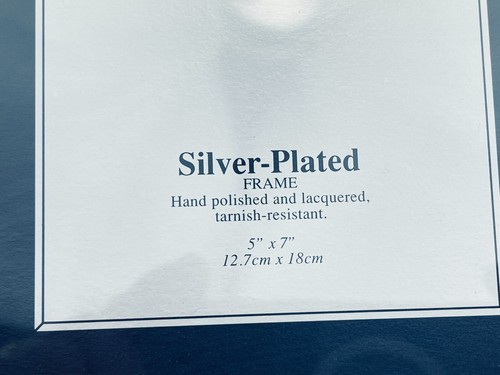 Silver-Plated
FRAME
Hand polished and lacquered,
tarnish-resistant.
5” x 7”
12.7cm x 18cm